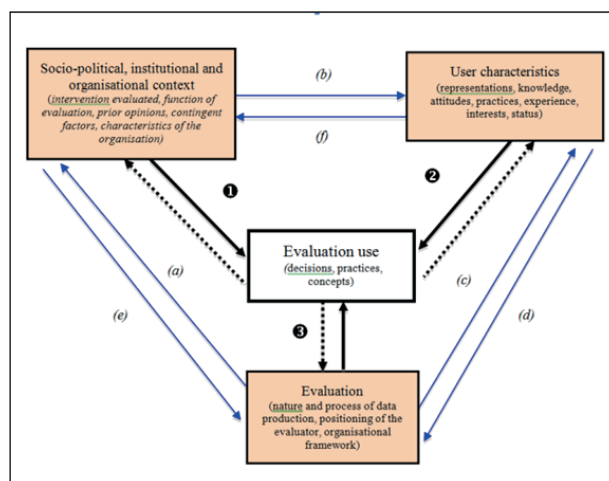 Socio-political, institutional and
organisational context
(intervention evaluated, function of
evaluation, prior opinions, contingent
factors, characteristics of the
organisation)
(b)
(f)
User characteristics
(representations, knowledge,
attitudes, practices, experience,
interests, status)
❶
❷
Evaluation use
(decisions, practices,
concepts)
(a)
(c)
(e)
(d)
❸
Evaluation
(nature and process of data
production, positioning of the
evaluator, organisational
framework)